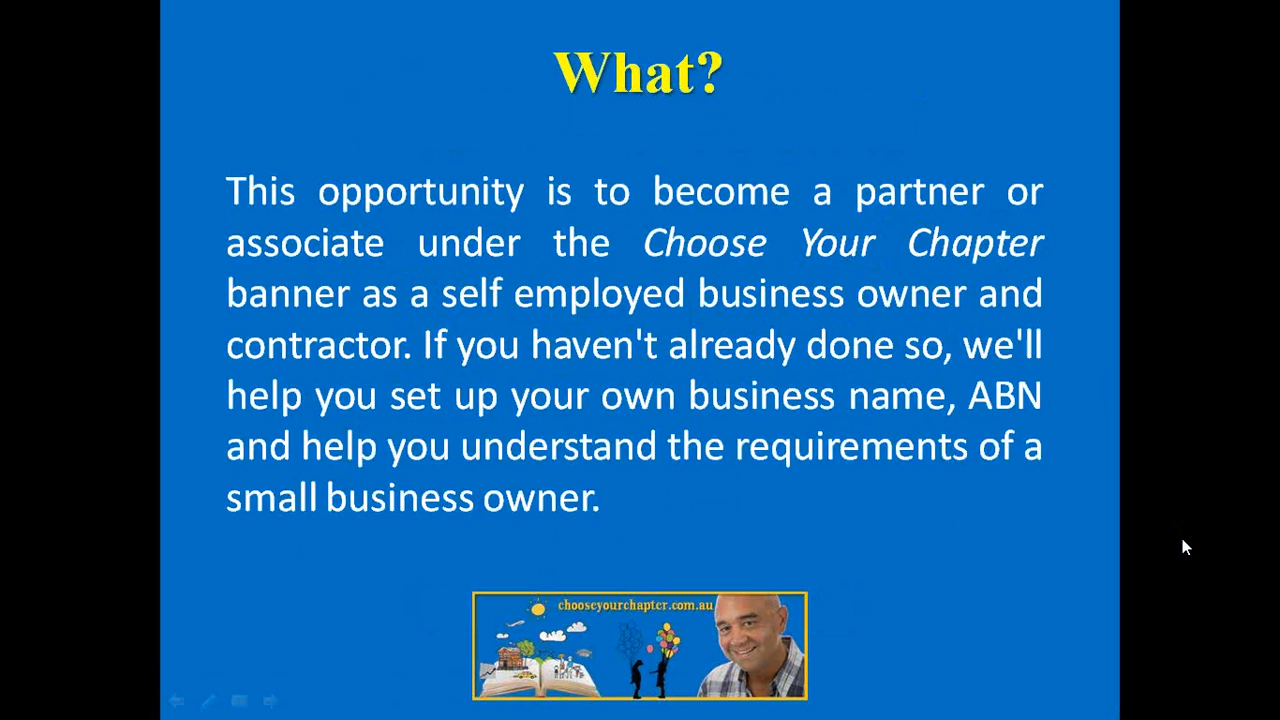 What?
This opportunity is to become a partner or
associate under the Choose Your Chapter
banner as a self employed business owner and
contractor. If you haven't already done so, we'll
help you set up your own business name, ABN
and help you understand the requirements of a
small business owner.
chooseyourchapter.com.au